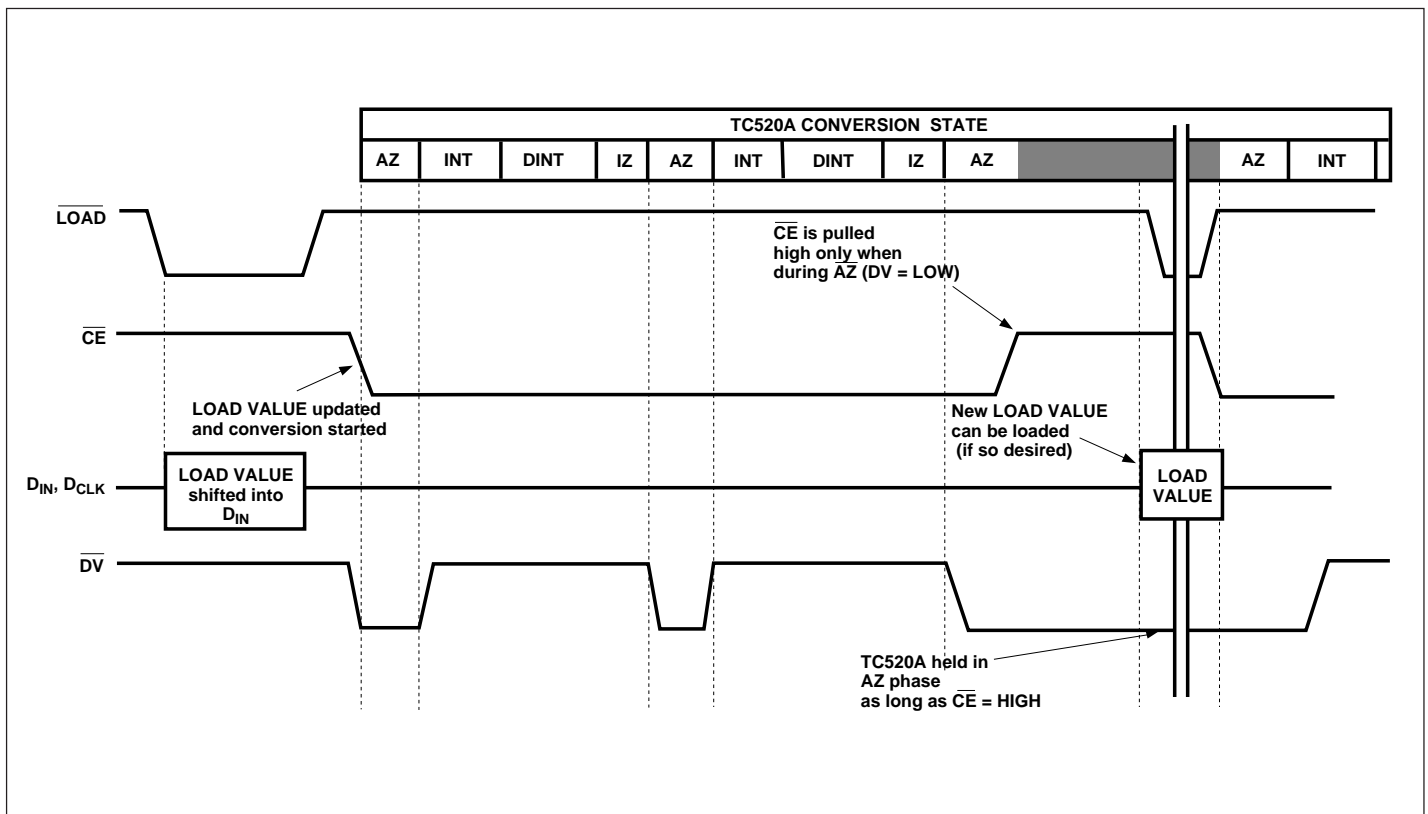 TC520A CONVERSION STATE
AZ INT DINT IZ AZ INT DINT IZ AZ AZ INT
LOAD
CE is pulled
high only when
during AZ (DV = LOW)
CE
LOAD VALUE updated
and conversion started
New LOAD VALUE
can be loaded
(if so desired)
DIN, DCLK
LOAD VALUE
shifted into
DIN
LOAD
VALUE
DV
TC520A held in
AZ phase
as long as CE = HIGH